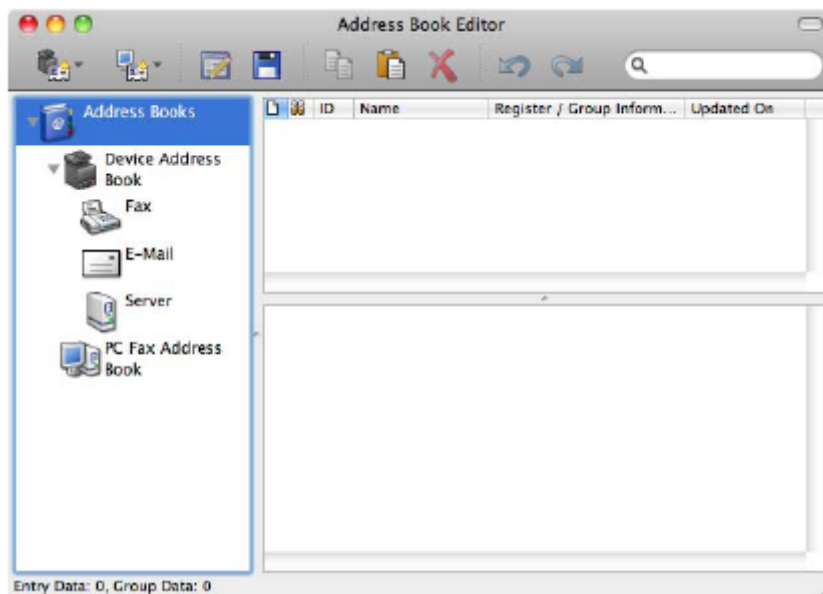 Address Book Editor
Address Books
ID Name Register / Group Inform... Updated On
Device Address
Book
Fax
E-Mail
Server
PC Fax Address
Book
Entry Data: 0, Group Data: 0